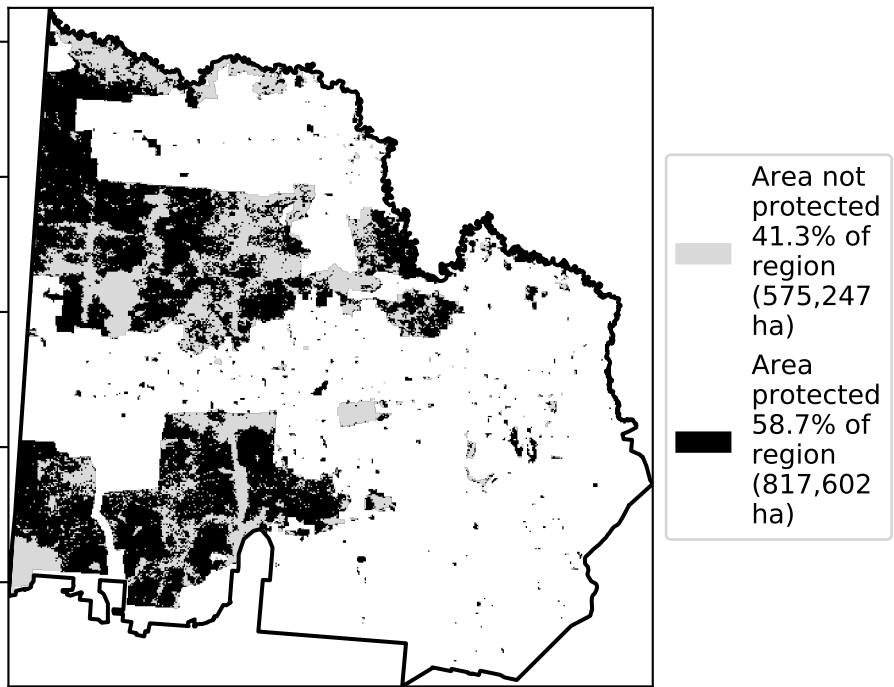 Area not
protected
41.3% of
region
(575,247
ha)
Area
protected
58.7% of
region
(817,602
ha)